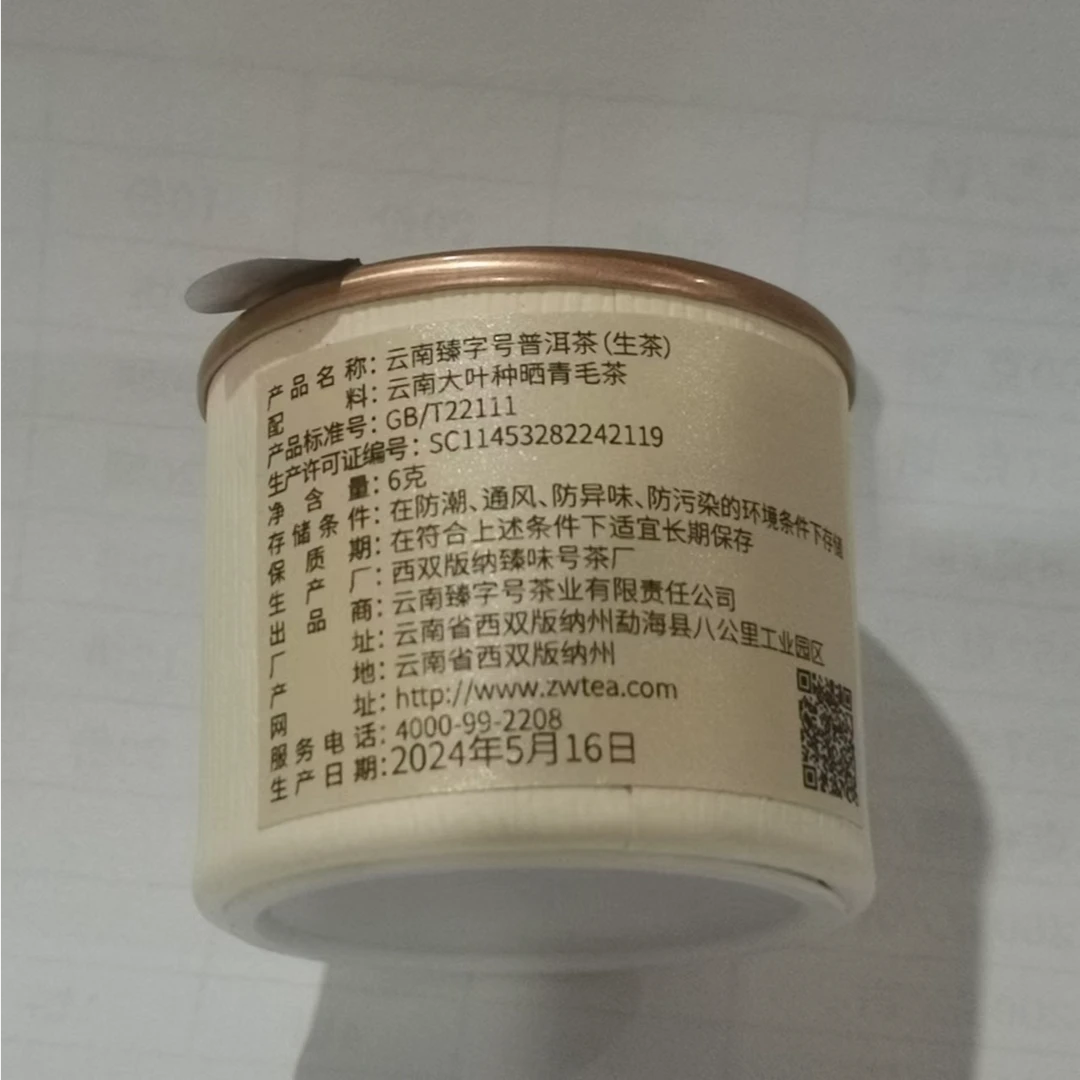 产品名称：云南臻字号普洱茶(生茶)
配料：云南大叶种晒青毛茶
产品标准号：GB/T22111
生产许可证编号：SC11453282242119
净含量：6克
存储条件：在防潮、通风、防异味、防污染的环境条件下存储
保质期：在符合上述条件下适宜长期保存
生产厂：西双版纳臻味号茶厂
出品商：云南臻字号茶业有限责任公司
厂址：云南省西双版纳州勐海县八公里工业园区
产地：云南省西双版纳州
网址：http://www.zwtea.com
服务电话：4000-99-2208
生产日期：2024年5月16日